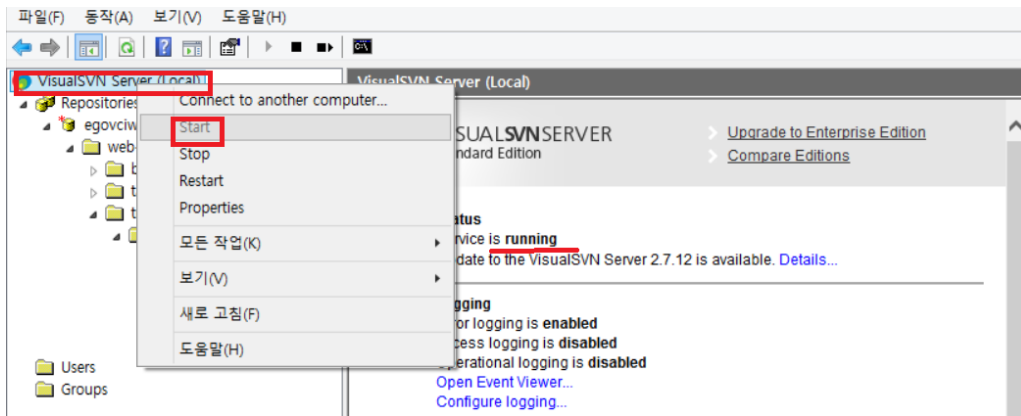 파일(F) 동작(A) 보기(V) 도움말(H)
VisualSVN Server (Local)
Repositories
egovciw
web
Users
Groups
Connect to another computer...
Start
Stop
Restart
Properties
모든 작업(K)
보기(V)
새로 고침(F)
도움말(H)
VisualSVN Server (Local)
SUALSVNSERVER
ndard Edition
Upgrade to Enterprise Edition
Compare Editions
atus
rvice is running
date to the VisualSVN Server 2.7.12 is available. Details...
gging
ror logging is enabled
cess logging is disabled
erational logging is disabled
Open Event Viewer...
Configure logging...